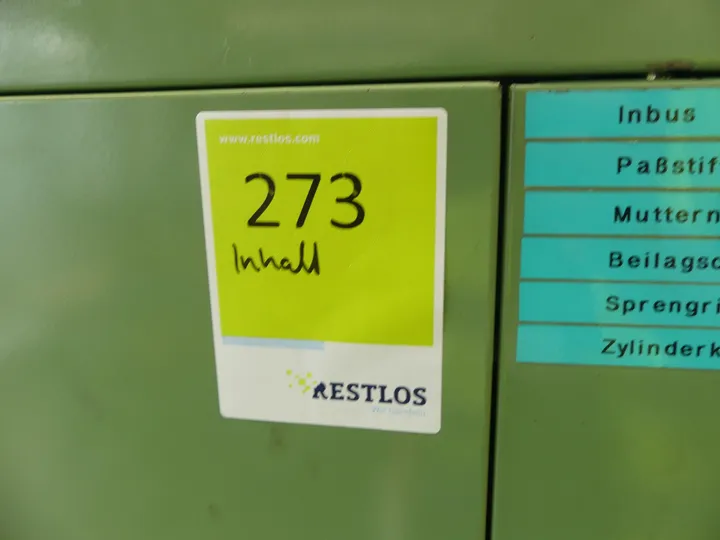 www.restlos.com
273
Inhalt
RESTLOS
Inbus
Paßstif
Muttern
Beilagsc
Sprengri
Zylinderk